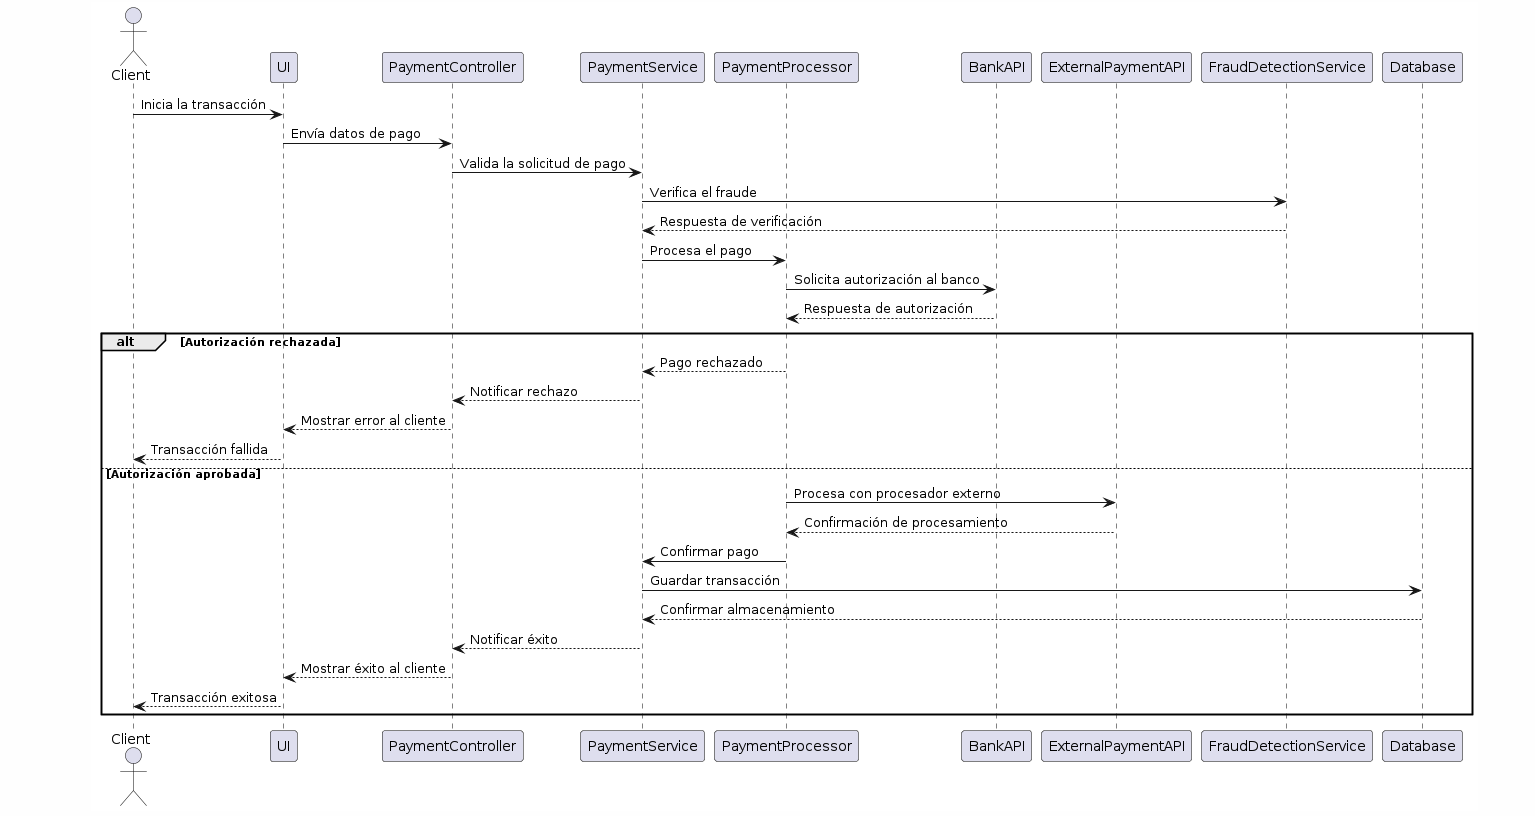 Client
UI
PaymentController
PaymentService
PaymentProcessor
BankAPI
ExternalPaymentAPI
FraudDetectionService
Database
Inicia la transacción
Envía datos de pago
Valida la solicitud de pago
Verifica el fraude
Respuesta de verificación
Procesa el pago
Solicita autorización al banco
Respuesta de autorización
alt
[Autorización rechazada]
Pago rechazado
Notificar rechazo
Mostrar error al cliente
Transacción fallida
[Autorización aprobada]
Procesa con procesador externo
Confirmación de procesamiento
Confirmar pago
Guardar transacción
Confirmar almacenamiento
Notificar éxito
Mostrar éxito al cliente
Transacción exitosa
Client
UI
PaymentController
PaymentService
PaymentProcessor
BankAPI
ExternalPaymentAPI
FraudDetectionService
Database